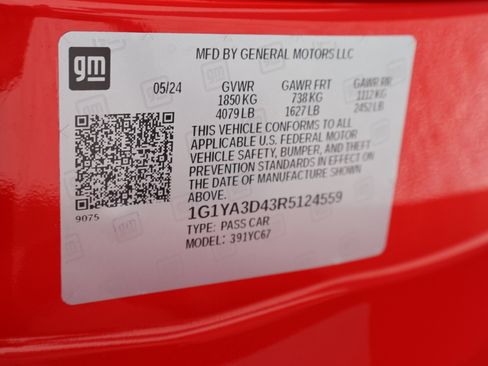 gm
MFD BY GENERAL MOTORS LLC
05/24 GVWR GAWR FRT GAWR RR
1850 KG 738 KG 1112 KG
4079 LB 1627 LB 2452 LB
THIS VEHICLE CONFORMS TO ALL
APPLICABLE U.S. FEDERAL MOTOR
VEHICLE SAFETY, BUMPER, AND THEFT
PREVENTION STANDARDS IN EFFECT ON
THE DATE OF MANUFACTURE SHOWN
ABOVE.
9075
1G1YA3D43R5124559
TYPE: PASS CAR
MODEL: 391YC67